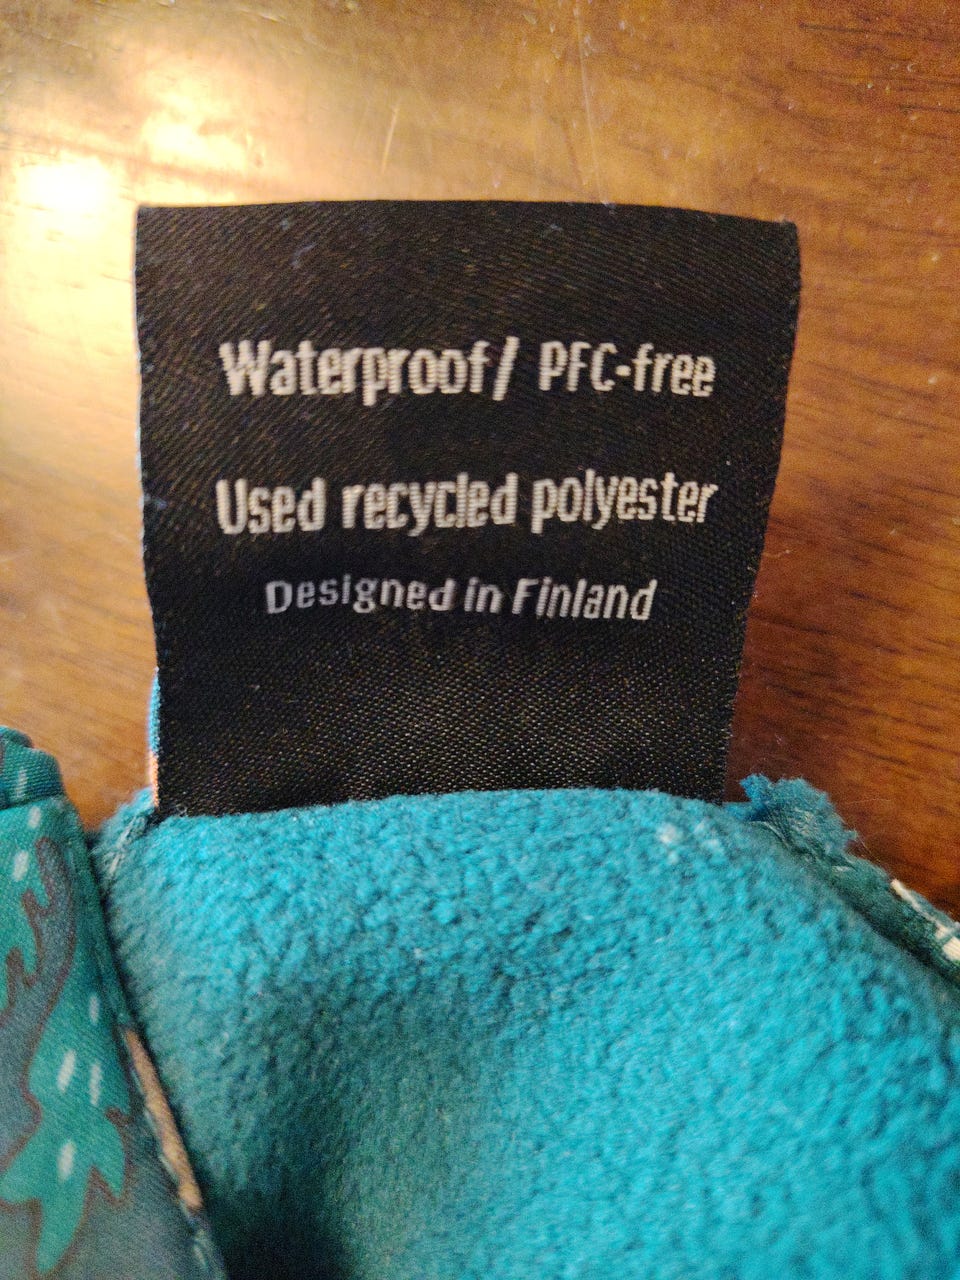 Waterproof/ PFC-free
Used recycled polyester
Designed in Finland